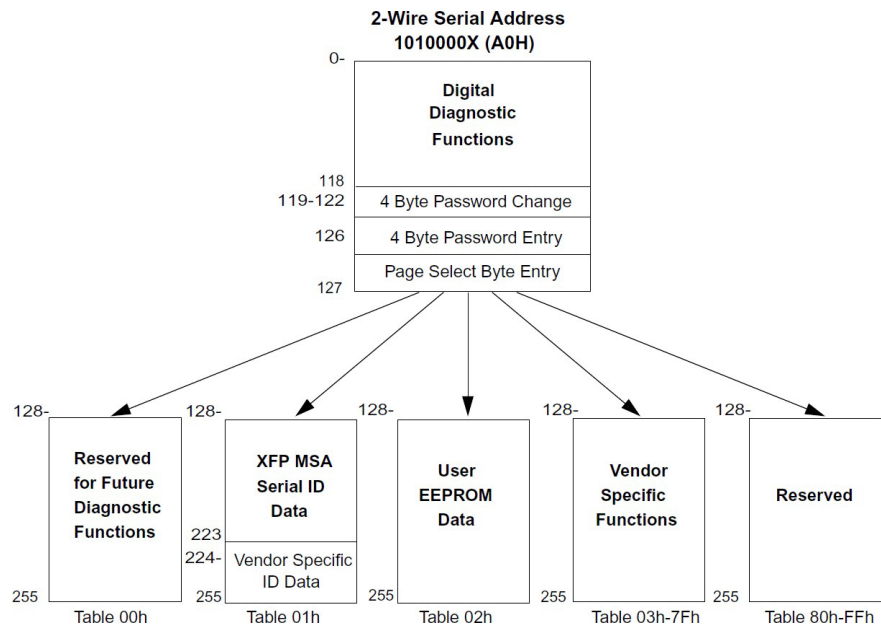 2-Wire Serial Address
1010000X (A0H)
0-
Digital
Diagnostic
Functions
118
119-122
4 Byte Password Change
126
4 Byte Password Entry
Page Select Byte Entry
127
128-
Reserved
for Future
Diagnostic
Functions
255
Table 00h
128-
XFP MSA
Serial ID
Data
223
224-
Vendor Specific
ID Data
255
Table 01h
128-
User
EEPROM
Data
255
Table 02h
128-
Vendor
Specific
Functions
255
Table 03h-7Fh
128-
Reserved
255
Table 80h-FFh